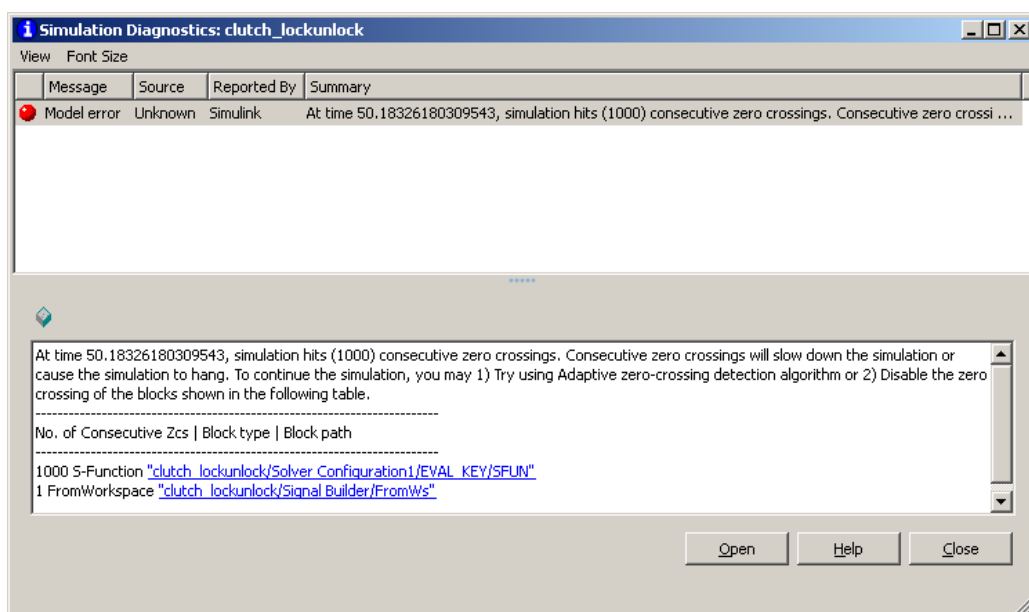 Simulation Diagnostics: clutch_lockunlock
View Font Size
Message Source Reported By Summary
Model error Unknown Simulink At time 50.18326180309543, simulation hits (1000) consecutive zero crossings. Consecutive zero crossi ...
At time 50.18326180309543, simulation hits (1000) consecutive zero crossings. Consecutive zero crossings will slow down the simulation or
cause the simulation to hang. To continue the simulation, you may 1) Try using Adaptive zero-crossing detection algorithm or 2) Disable the zero
crossing of the blocks shown in the following table.
------------------------------------------------------------------------
No. of Consecutive Zcs | Block type | Block path
------------------------------------------------------------------------
1000 S-Function "clutch_lockunlock/Solver Configuration1/EVAL_KEY/SFUN"
1 FromWorkspace "clutch_lockunlock/Signal Builder/FromWs"
Open Help Close